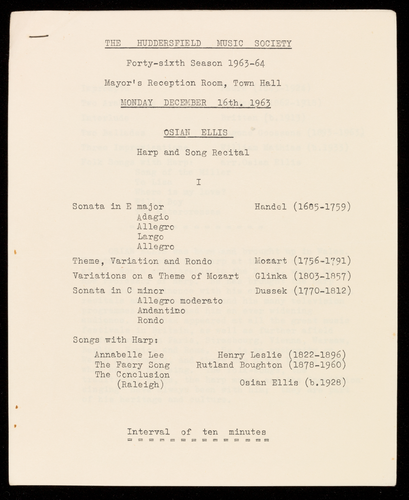 THE HUDDERSFIELD MUSIC SOCIETY
Forty-sixth Season 1963-64
Mayor's Reception Room, Town Hall
MONDAY DECEMBER 16th. 1963
OSIAN ELLIS
Harp and Song Recital
I
Sonata in E major Handel (1685-1759)
Adagio
Allegro
Largo
Allegro
Theme, Variation and Rondo Mozart (1756-1791)
Variations on a Theme of Mozart Glinka (1803-1857)
Sonata in C minor Dussek (1770-1812)
Allegro moderato
Andantino
Rondo
Songs with Harp:
Annabelle Lee Henry Leslie (1822-1896)
The Faery Song Rutland Boughton (1878-1960)
The Conclusion
(Raleigh) Osian Ellis (b.1928)
Interval of ten minutes